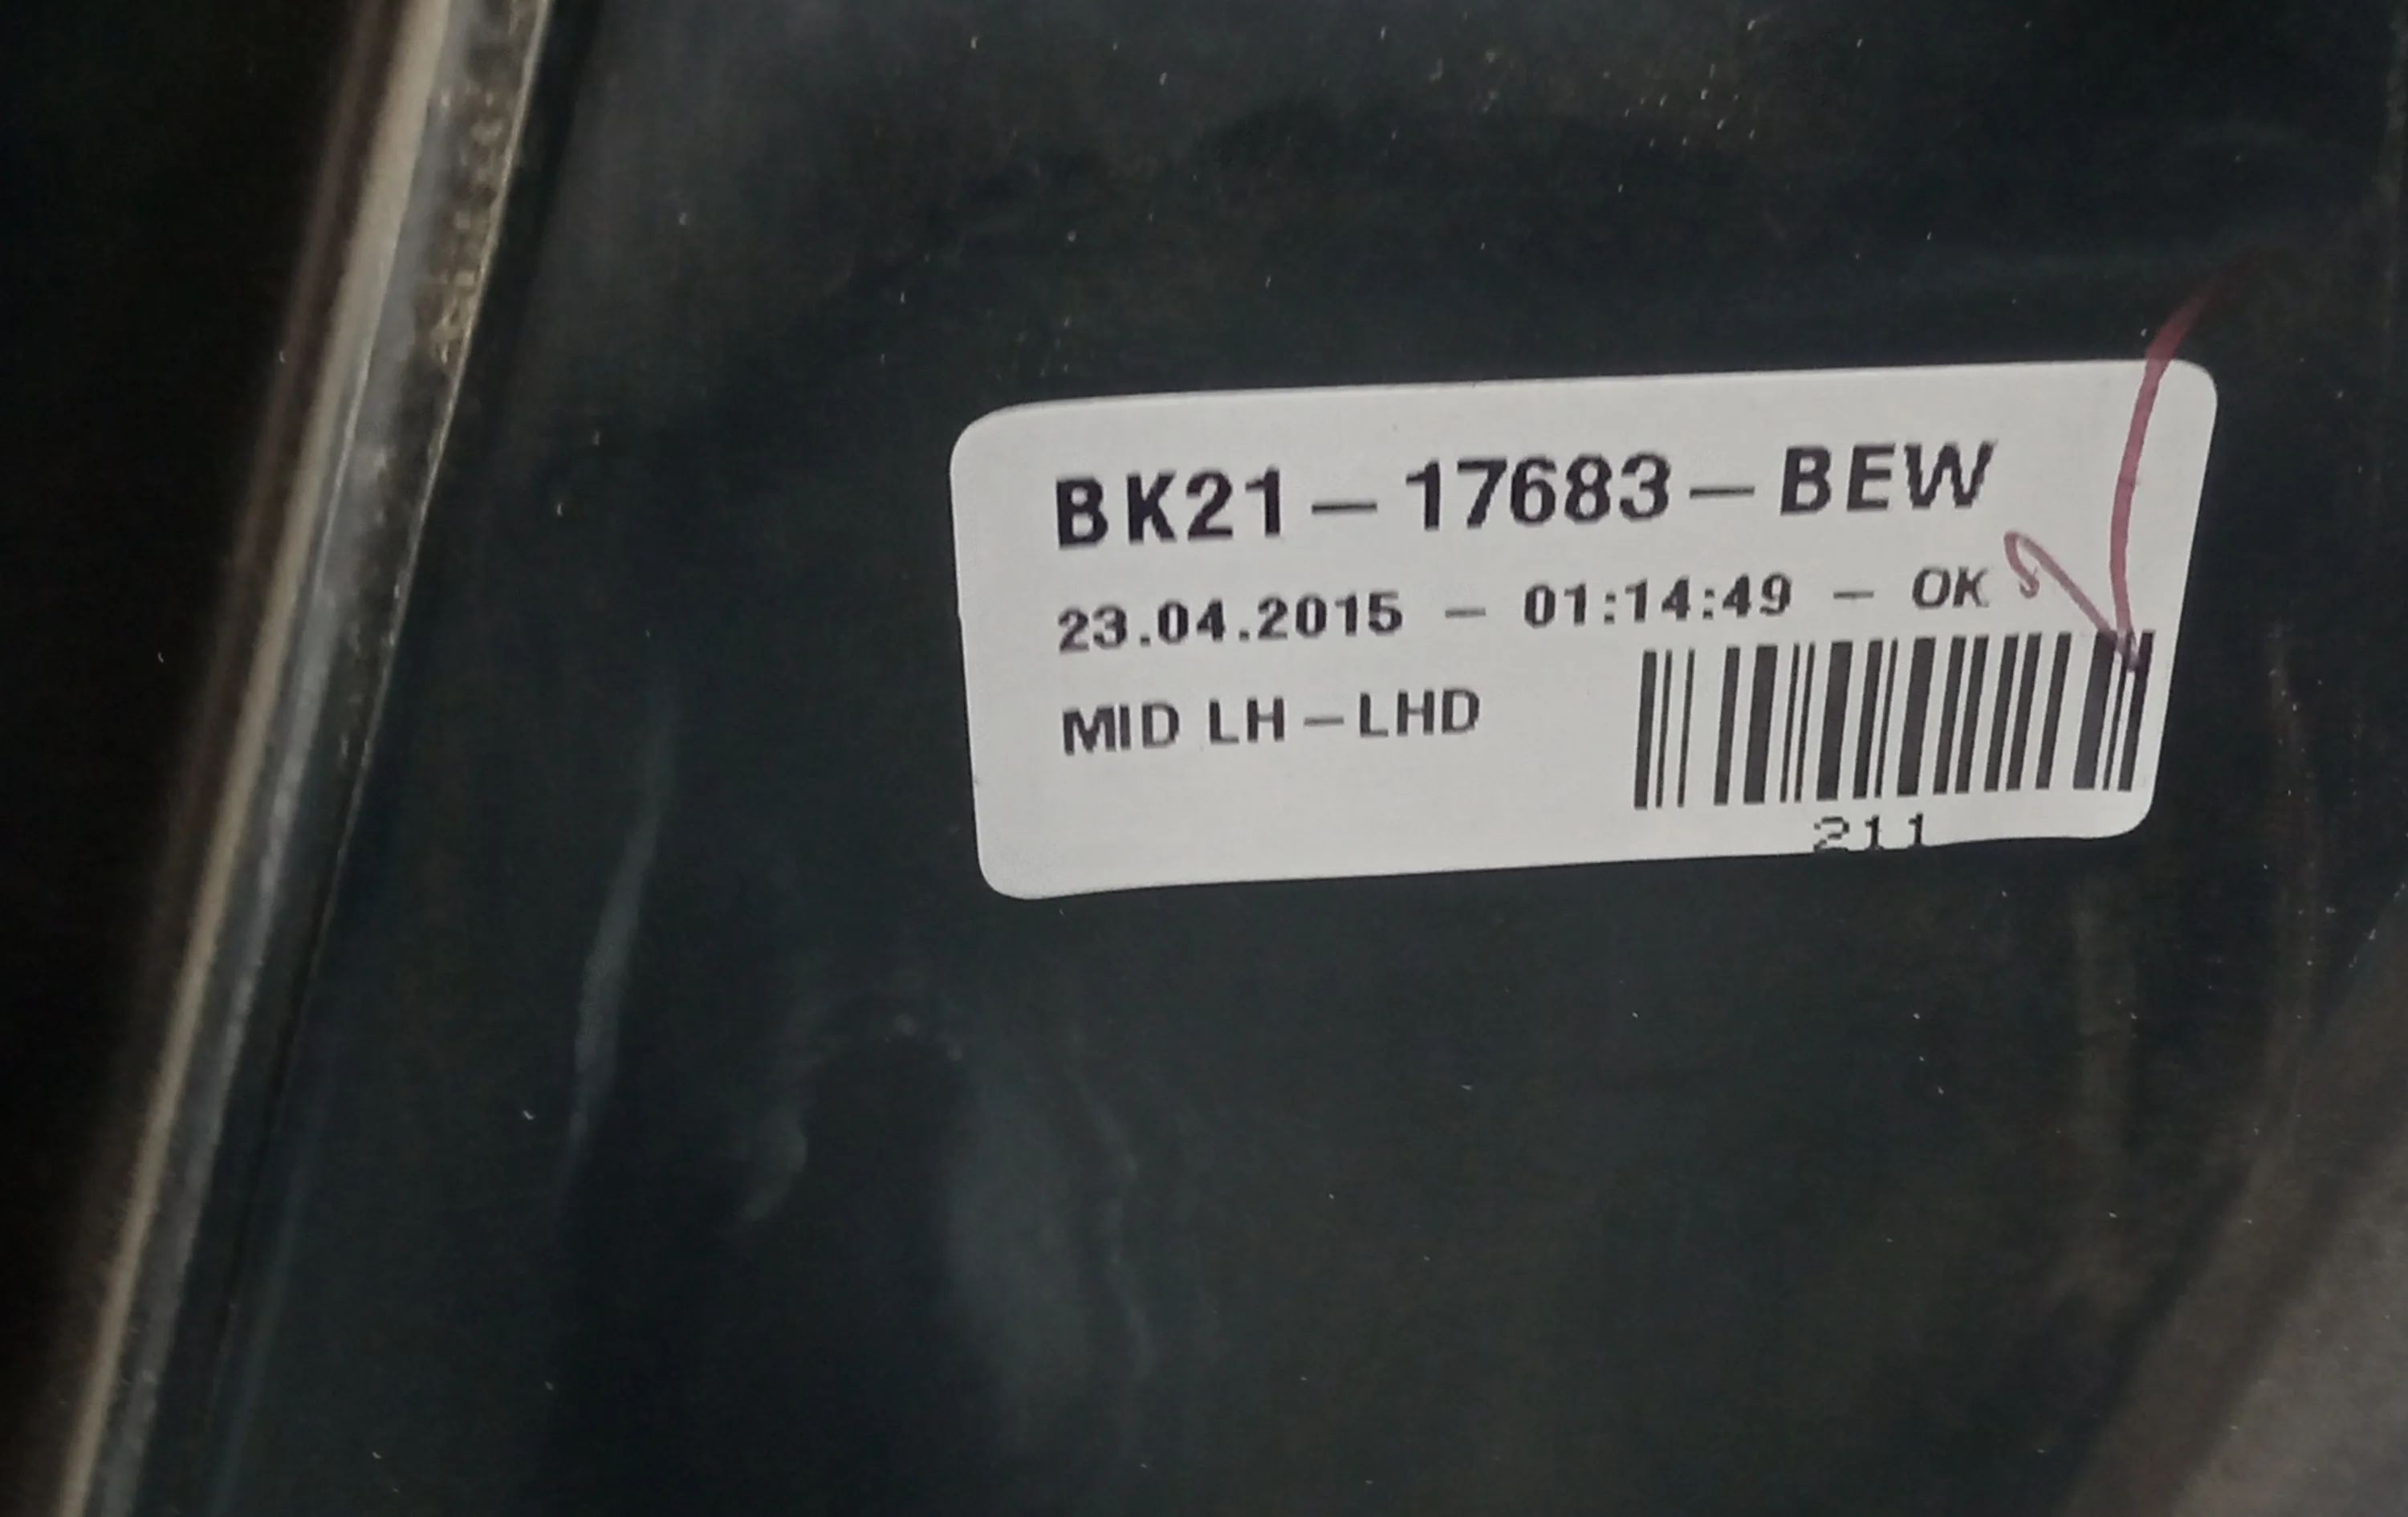 BK21-17683-BEW
23.04.2015 - 01:14:49 - OK
MID LH-LHD
211